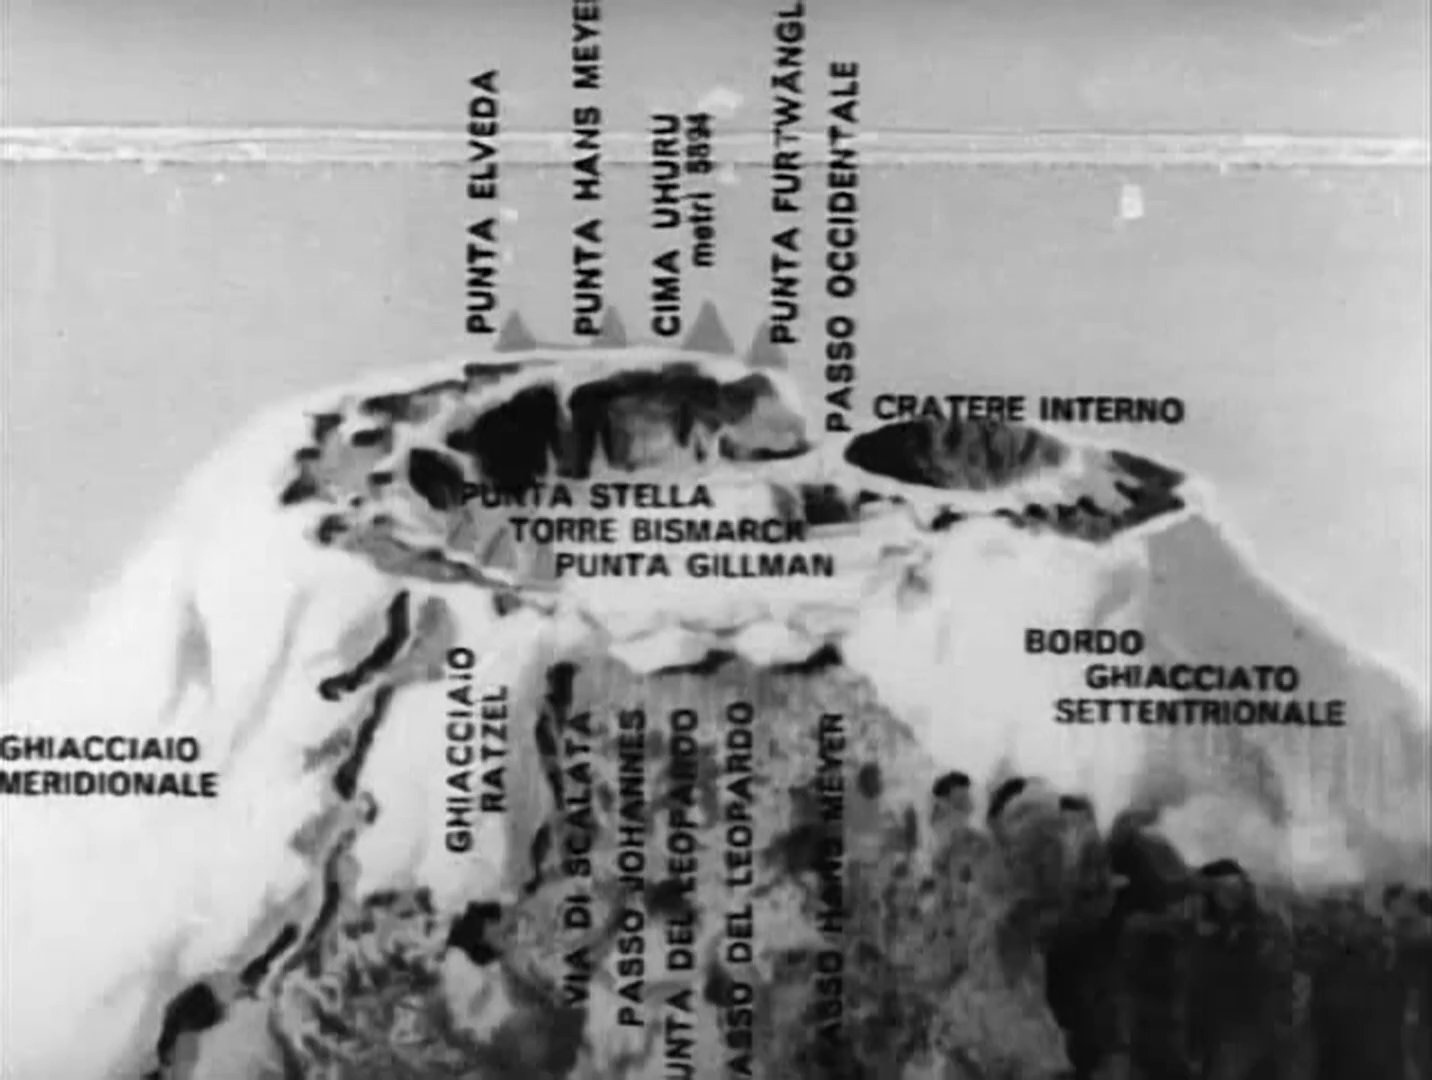 PUNTA ELVEDA
PUNTA HANS MEYE
CIMA UHURU
metri 5894
PUNTA FURTWÄNGL
PASSO OCCIDENTALE
CRATERE INTERNO
PUNTA STELLA
TORRE BISMARCK
PUNTA GILLMAN
BORDO
GHIACCIATO
SETTENTRIONALE
GHIACCIAIO
MERIDIONALE
GHIACCIAIO
RATZEL
VIA DI SCALATA
PASSO JOHANNES
UNTA DEL LEOPARDO
ASSO DEL LEOPARDO
ASSO HANS MEYER